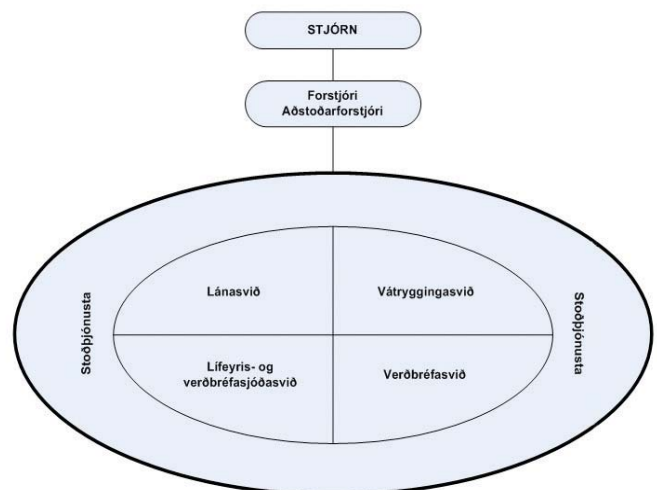 STJÓRN
Forstjóri
Aðstoðarforstjóri
Stoðþjónusta
Lánasvið
Vátryggingasvið
Stoðþjónusta
Lífeyris- og
verðbréfasjóðasvið
Verðbréfasvið